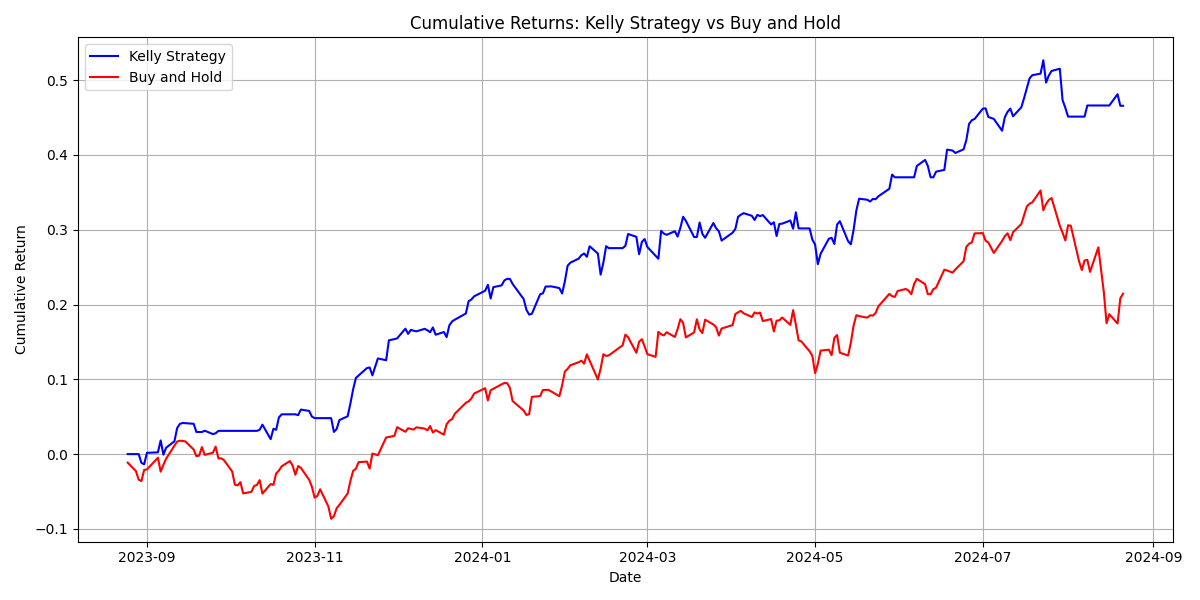 Cumulative Returns: Kelly Strategy vs Buy and Hold
Kelly Strategy
Buy and Hold
Cumulative Return
0.5
0.4
0.3
0.2
0.1
0.0
−0.1
2023-09 2023-11 2024-01 2024-03 2024-05 2024-07 2024-09
Date